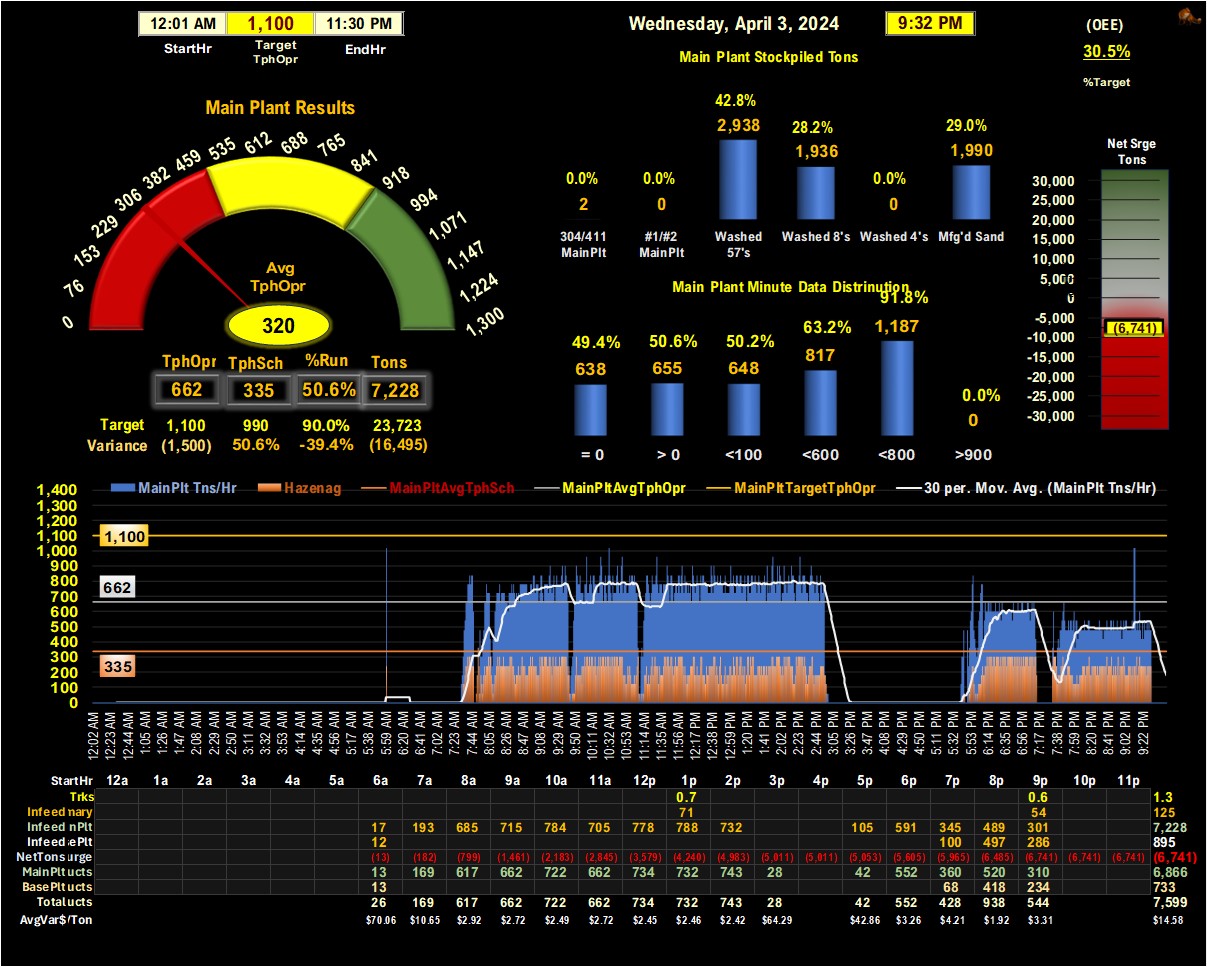 12:01 AM 1,100 11:30 PM
StartHr Target TphOpr EndHr
Wednesday, April 3, 2024 9:32 PM
(OEE)
30.5%
%Target
Main Plant Stockpiled Tons
42.8%
2,938
28.2%
1,936
29.0%
1,990
0.0% 0.0% 0.0%
2 0 0
304/411 MainPlt #1/#2 MainPlt Washed 57's Washed 8's Washed 4's Mfg'd Sand
Net Srge Tons
30,000
25,000
20,000
15,000
10,000
5,000
0
-5,000
(6,741)
-10,000
-15,000
-20,000
-25,000
-30,000
Main Plant Results
0 76 153 229 306 382 459 535 612 688 765 841 918 994 1,071 1,147 1,224 1,300
Avg
TphOpr
320
TphOpr TphSch %Run Tons
662 335 50.6% 7,228
Target 1,100 990 90.0% 23,723
Variance (1,500) 50.6% -39.4% (16,495)
Main Plant Minute Data Distribution
49.4% 50.6% 50.2% 63.2% 91.8% 0.0%
638 655 648 817 1,187 0
= 0 > 0 <100 <600 <800 >900
MainPlt Tns/Hr Hazenag MainPltAvgTphSch MainPltAvgTphOpr MainPltTargetTphOpr 30 per. Mov. Avg. (MainPlt Tns/Hr)
1,400
1,300
1,200
1,100
1,000
900
800
700
600
500
400
300
200
100
0
1,100
662
335
12:02 AM 12:23 AM 12:44 AM 1:05 AM 1:26 AM 1:47 AM 2:08 AM 2:29 AM 2:50 AM 3:11 AM 3:32 AM 3:53 AM 4:14 AM 4:35 AM 4:56 AM 5:17 AM 5:38 AM 5:59 AM 6:20 AM 6:41 AM 7:02 AM 7:23 AM 7:44 AM 8:05 AM 8:26 AM 8:47 AM 9:08 AM 9:29 AM 9:50 AM 10:11 AM 10:32 AM 10:53 AM 11:14 AM 11:35 AM 11:56 AM 12:17 PM 12:38 PM 12:59 PM 1:20 PM 1:41 PM 2:02 PM 2:23 PM 2:44 PM 3:05 PM 3:26 PM 3:47 PM 4:08 PM 4:29 PM 4:50 PM 5:11 PM 5:32 PM 5:53 PM 6:14 PM 6:35 PM 6:56 PM 7:17 PM 7:38 PM 7:59 PM 8:20 PM 8:41 PM 9:02 PM 9:22 PM
StartHr 12a 1a 2a 3a 4a 5a 6a 7a 8a 9a 10a 11a 12p 1p 2p 3p 4p 5p 6p 7p 8p 9p 10p 11p
Trks 0.7 0.6 1.3
Infeed mary 71 54 125
Infeed nPlt 17 193 685 715 784 705 778 788 732 105 591 345 489 301 7,228
Infeed ePlt 12 100 497 286 895
NetTons urge (13) (182) (799) (1,461) (2,183) (2,845) (3,579) (4,240) (4,983) (5,011) (5,011) (5,053) (5,605) (5,965) (6,485) (6,741) (6,741) (6,741) (6,741)
MainPlt ucts 13 169 617 662 722 662 734 732 743 28 42 552 360 520 310 6,866
BasePlt ucts 13 68 418 234 733
Total ucts 26 169 617 662 722 662 734 732 743 28 42 552 428 938 544 7,599
AvgVar$/Ton $70.06 $10.65 $2.92 $2.72 $2.49 $2.72 $2.45 $2.46 $2.42 $64.29 $42.86 $3.26 $4.21 $1.92 $3.31 $14.58